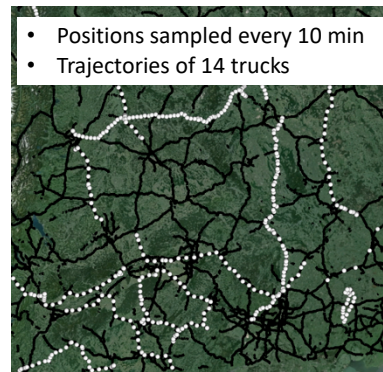 • Positions sampled every 10 min
• Trajectories of 14 trucks